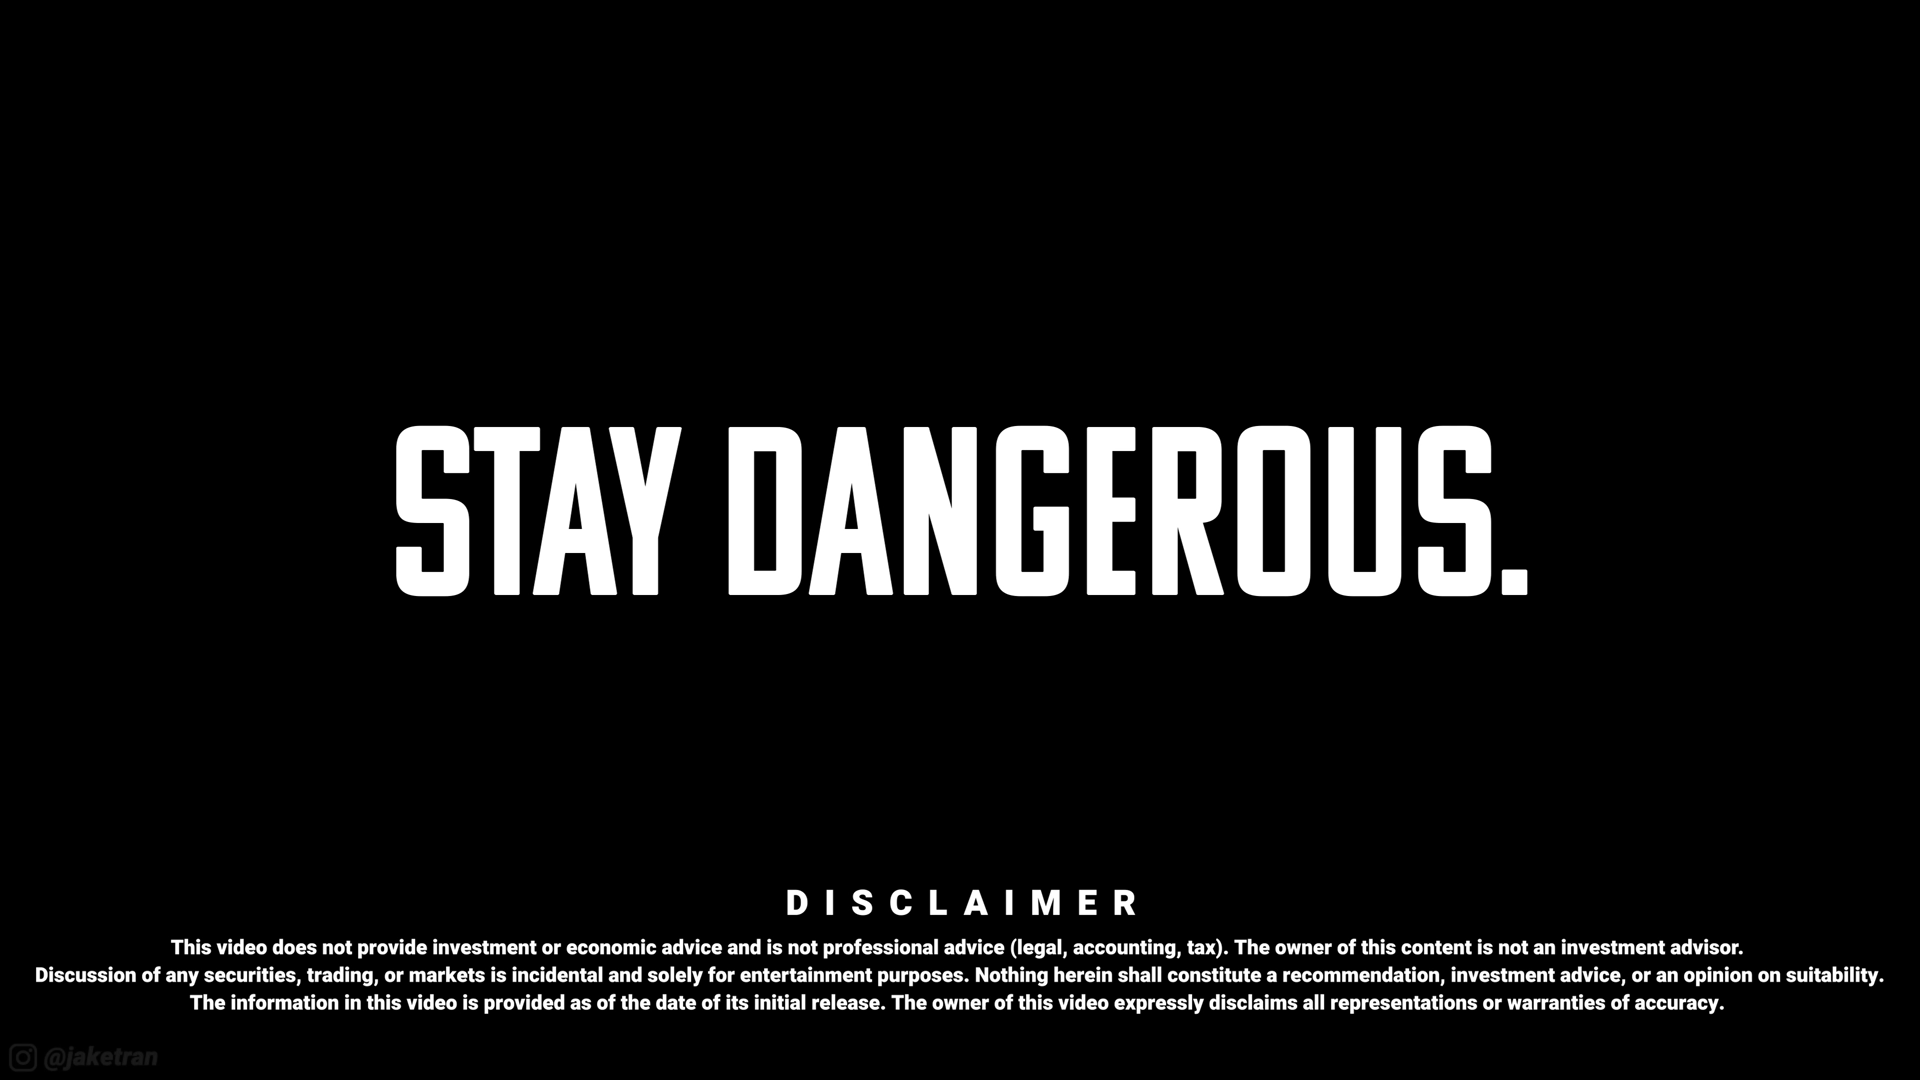 STAY DANGEROUS.
DISCLAIMER
This video does not provide investment or economic advice and is not professional advice (legal, accounting, tax). The owner of this content is not an investment advisor.
Discussion of any securities, trading, or markets is incidental and solely for entertainment purposes. Nothing herein shall constitute a recommendation, investment advice, or an opinion on suitability.
The information in this video is provided as of the date of its initial release. The owner of this video expressly disclaims all representations or warranties of accuracy.
@jaketran